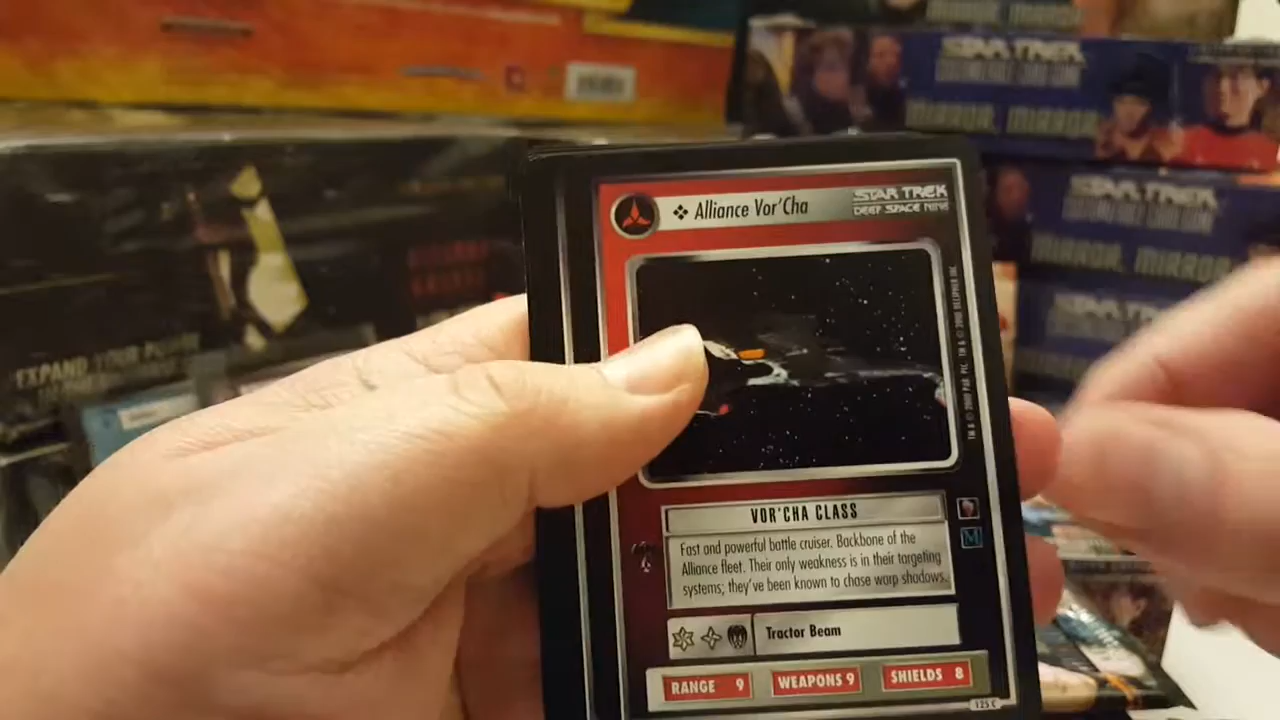 STAR TREK
MIRROR, MIRROR
STAR TREK
MIRROR, MIRROR
EXPAND YOUR POWER
❖ Alliance Vor'Cha
STAR TREK
DEEP SPACE NINE
VOR'CHA CLASS
Fast and powerful battle cruiser. Backbone of the
Alliance fleet. Their only weakness is in their targeting
systems; they've been known to chase warp shadows.
M
Tractor Beam
RANGE 9 WEAPONS 9 SHIELDS 8
125 C